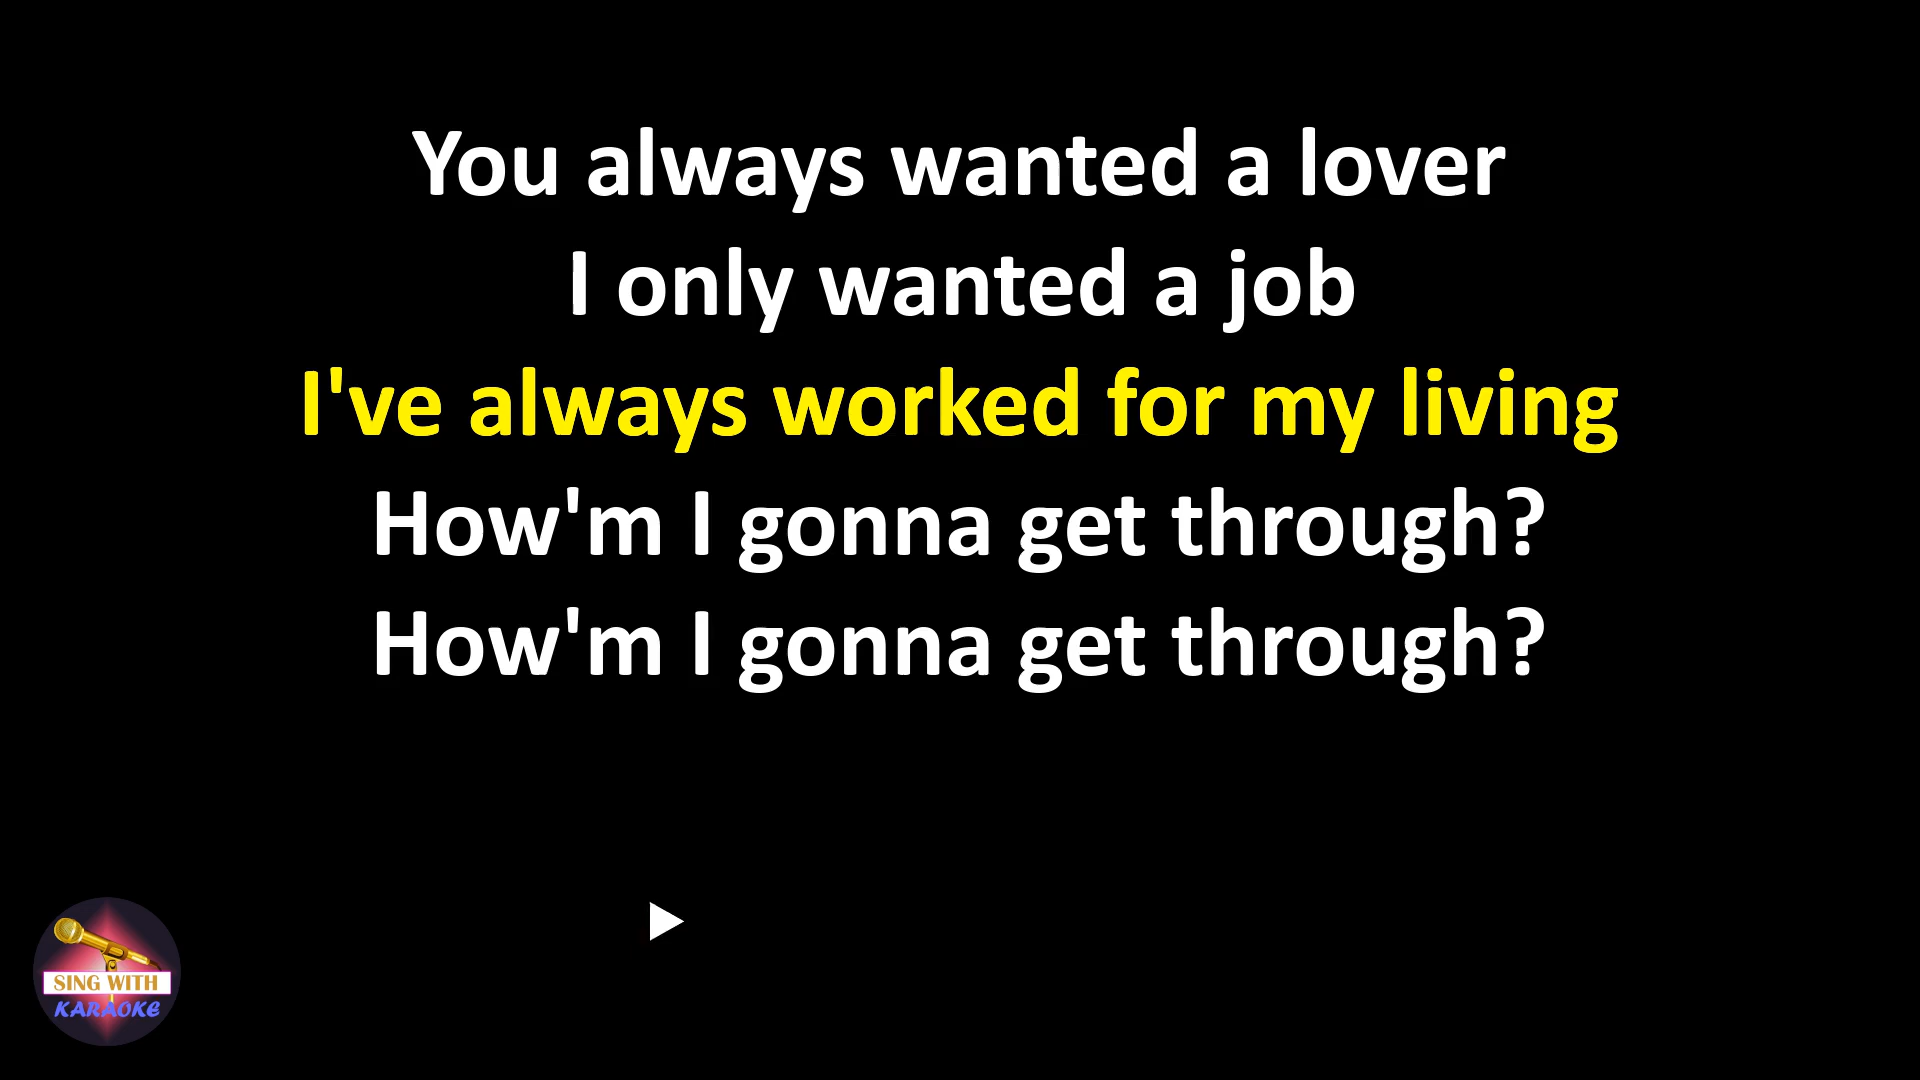 You always wanted a lover
I only wanted a job
I've always worked for my living
How'm I gonna get through?
How'm I gonna get through?
SING WITH
KARAOKE